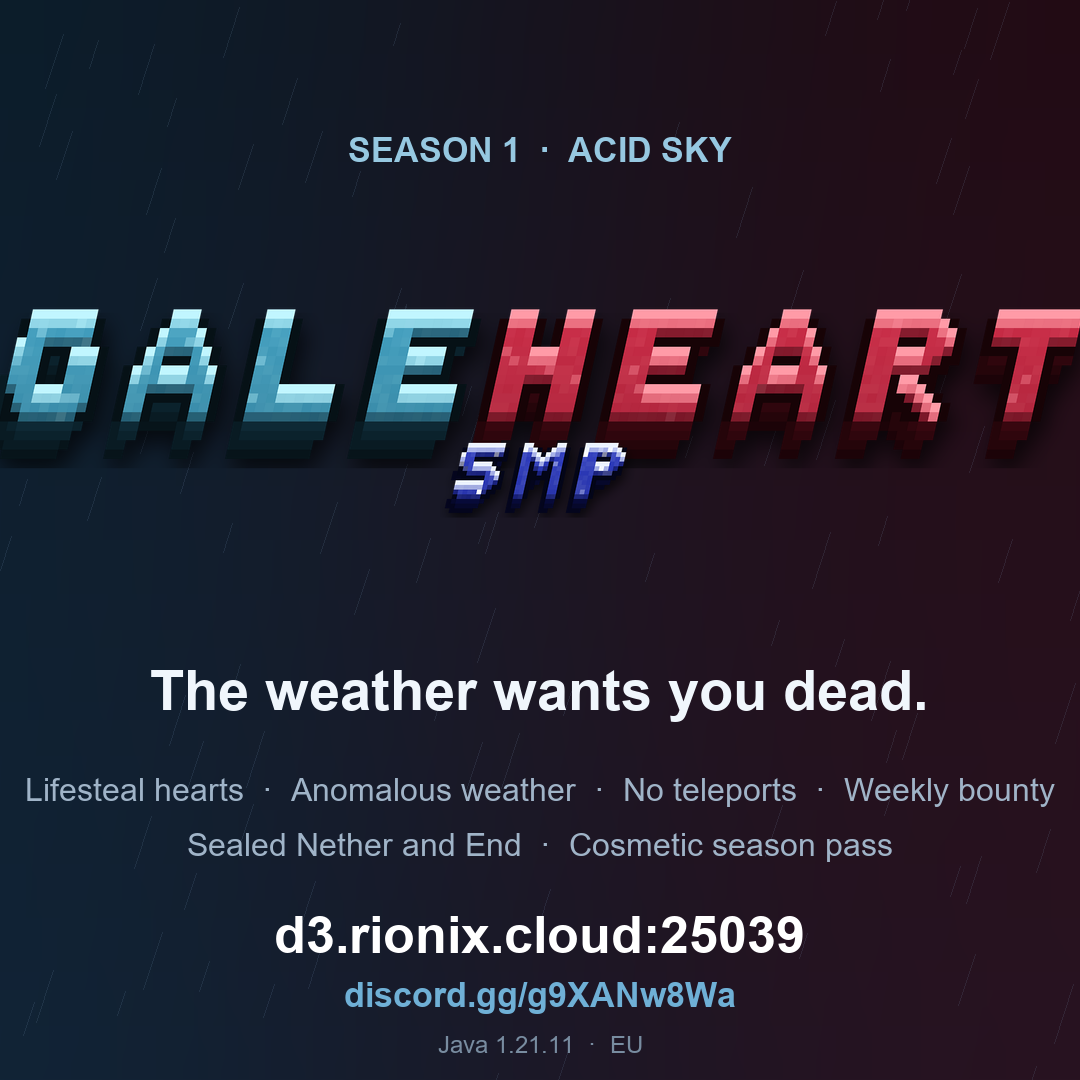 SEASON 1 · ACID SKY
GALEHEART
SMP
The weather wants you dead.
Lifesteal hearts · Anomalous weather · No teleports · Weekly bounty
Sealed Nether and End · Cosmetic season pass
d3.rionix.cloud:25039
discord.gg/g9XANw8Wa
Java 1.21.11 · EU